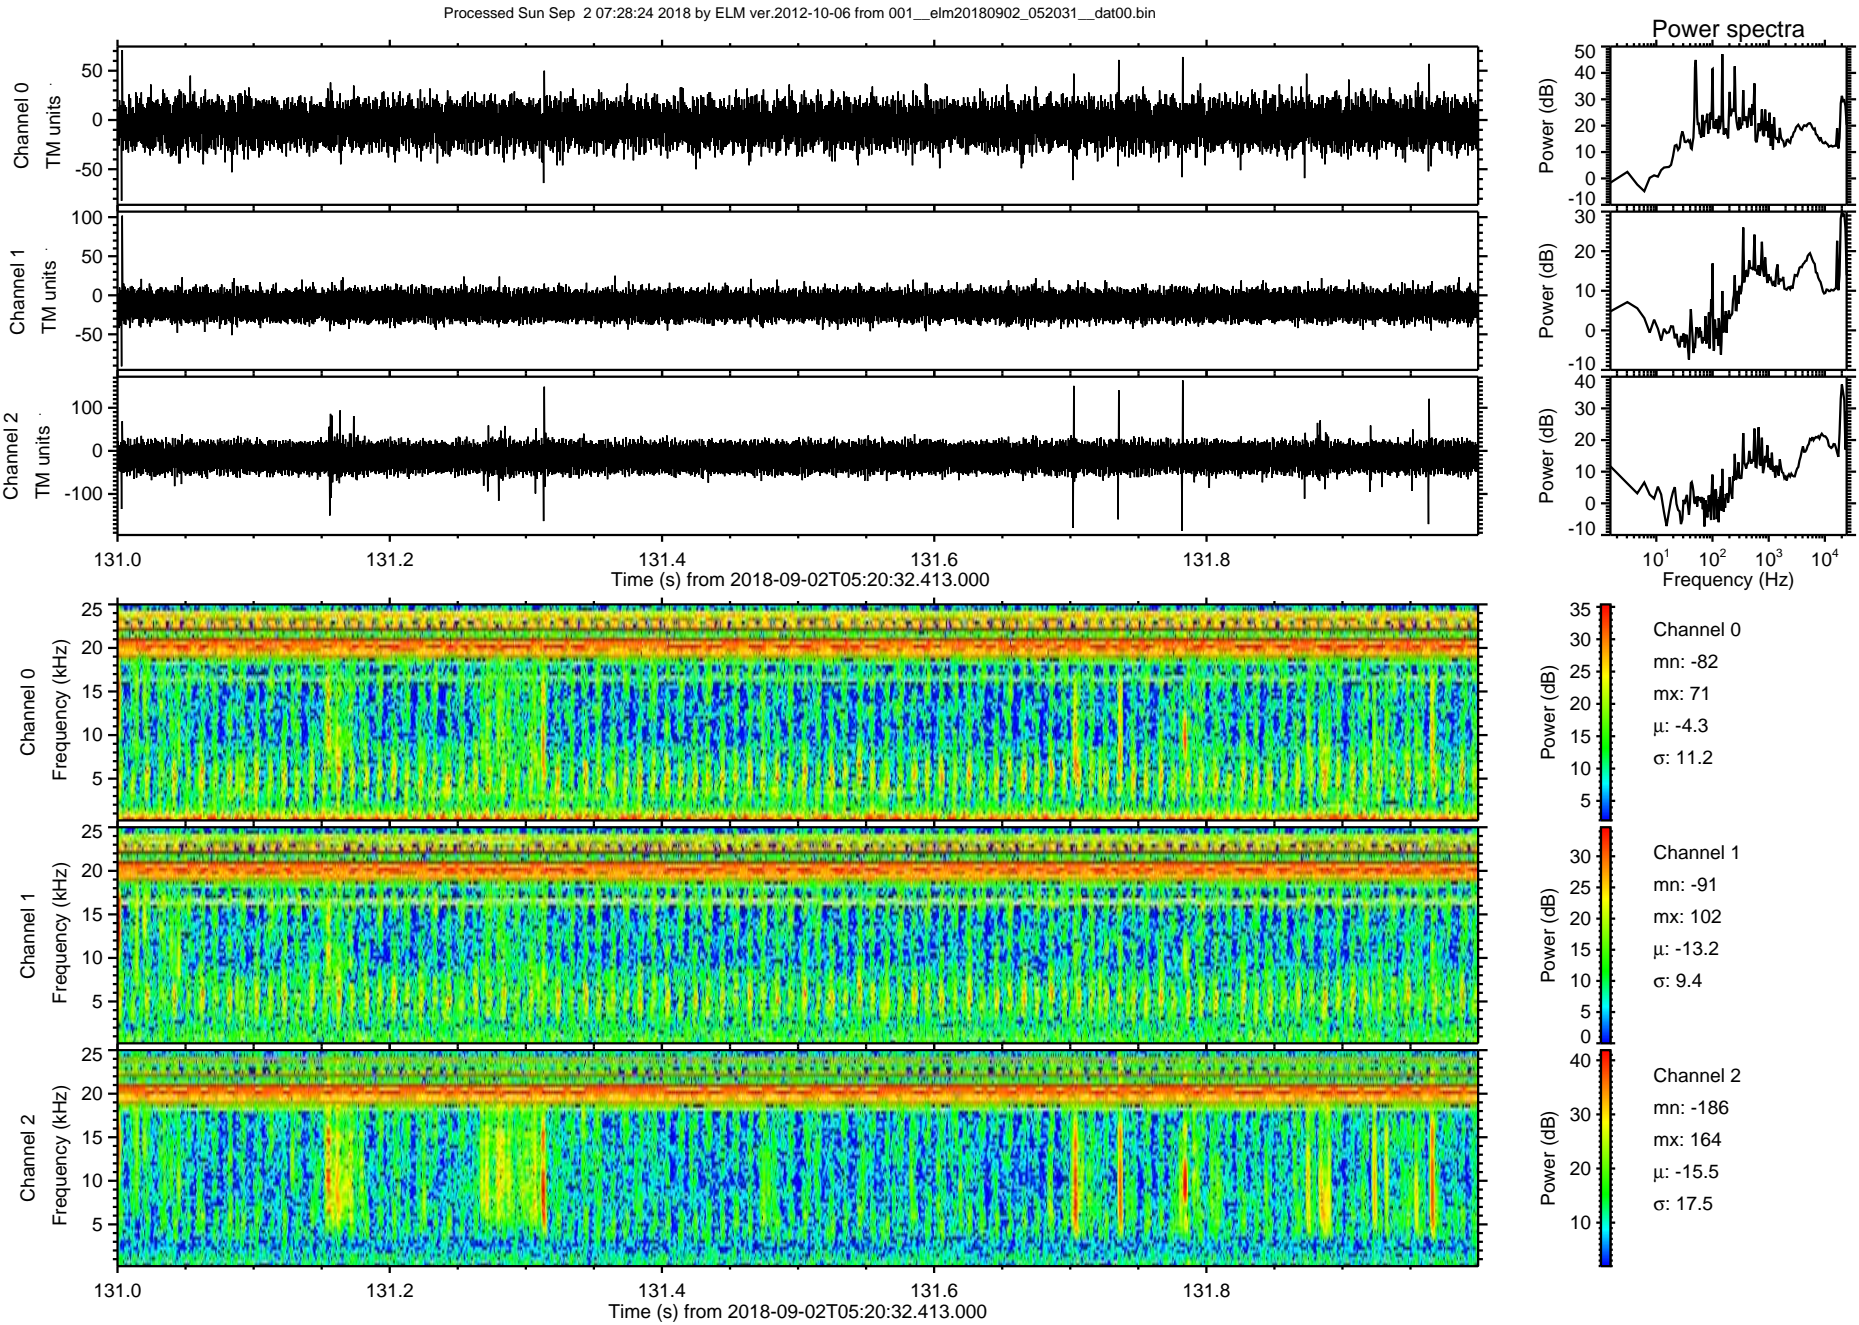 Processed Sun Sep 2 07:28:24 2018 by ELM ver.2012-10-06 from 001__elm20180902_052031__dat00.bin
Power spectra
Channel 0
TM units
50
0
-50
Power (dB)
50
40
30
20
10
0
-10
Channel 1
TM units
100
50
0
-50
Power (dB)
30
20
10
0
-10
Channel 2
TM units
100
0
-100
Power (dB)
40
30
20
10
0
-10
131.0 131.2 131.4 131.6 131.8
Time (s) from 2018-09-02T05:20:32.413.000
10^1 10^2 10^3 10^4
Frequency (Hz)
Channel 0
Frequency (kHz)
25
20
15
10
5
Power (dB)
35
30
25
20
15
10
5
Channel 0
mn: -82
mx: 71
μ: -4.3
σ: 11.2
Channel 1
Frequency (kHz)
25
20
15
10
5
Power (dB)
30
25
20
15
10
5
0
Channel 1
mn: -91
mx: 102
μ: -13.2
σ: 9.4
Channel 2
Frequency (kHz)
25
20
15
10
5
Power (dB)
40
30
20
10
Channel 2
mn: -186
mx: 164
μ: -15.5
σ: 17.5
131.0 131.2 131.4 131.6 131.8
Time (s) from 2018-09-02T05:20:32.413.000